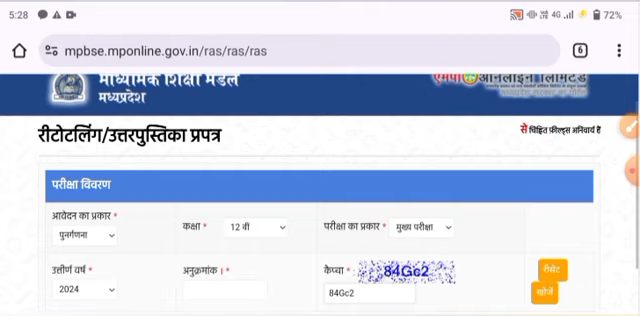 5:28 4G 72%
mpbse.mponline.gov.in/ras/ras/ras 6
माध्यमिक शिक्षा मंडल
मध्यप्रदेश
एमपी ऑनलाइन लिमिटेड
रीटोटलिंग/उत्तरपुस्तिका प्रपत्र
से चिह्नित फ़ील्ड्स अनिवार्य हैं
परीक्षा विवरण
आवेदन का प्रकार *
पुनर्गणना
कक्षा * 12 वीं
परीक्षा का प्रकार * मुख्य परीक्षा
उत्तीर्ण वर्ष *
2024
अनुक्रमांक । *
कैप्चा * 84Gc2
84Gc2
रीसेट
खोजें